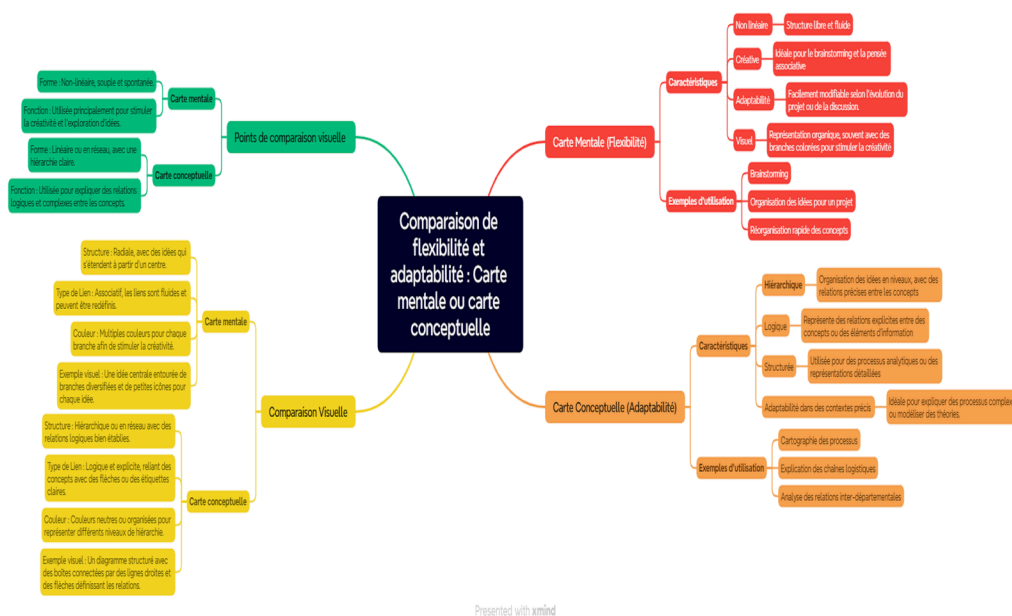 Comparaison de
flexibilité et
adaptabilité : Carte
mentale ou carte
conceptuelle
Carte Mentale (Flexibilité)
Caractéristiques
Non linéaire
Structure libre et fluide
Créative
Idéale pour le brainstorming et la pensée
associative
Adaptabilité
Facilement modifiable selon l'évolution du
projet ou de la discussion.
Visuel
Représentation organique, souvent avec des
branches colorées pour stimuler la créativité
Exemples d'utilisation
Brainstorming
Organisation des idées pour un projet
Réorganisation rapide des concepts
Carte Conceptuelle (Adaptabilité)
Caractéristiques
Hiérarchique
Organisation des idées en niveaux, avec des
relations précises entre les concepts
Logique
Représente des relations explicites entre des
concepts ou des éléments d'information
Structurée
Utilisée pour des processus analytiques ou des
représentations détaillées
Adaptabilité dans des contextes précis
Idéale pour expliquer des processus complex
ou modéliser des théories.
Exemples d'utilisation
Cartographie des processus
Explication des chaînes logistiques
Analyse des relations inter-départementales
Points de comparaison visuelle
Carte mentale
Forme : Non-linéaire, souple et spontanée
Fonction : Utilisée principalement pour stimuler
la créativité et l'exploration d'idées.
Carte conceptuelle
Forme : Linéaire ou en réseau, avec une
hiérarchie claire.
Fonction : Utilisée pour expliquer des relations
logiques et complexes entre les concepts.
Comparaison Visuelle
Carte mentale
Structure : Radiale, avec des idées qui
s'étendent à partir d'un centre.
Type de Lien : Associatif, les liens sont fluides et
peuvent être redéfinis.
Couleur : Multiples couleurs pour chaque
branche afin de stimuler la créativité.
Exemple visuel : Une idée centrale entourée de
branches diversifiées et de petites icônes pour
chaque idée.
Carte conceptuelle
Structure : Hiérarchique ou en réseau avec des
relations logiques bien établies.
Type de Lien : Logique et explicite, reliant des
concepts avec des flèches ou des étiquettes
claires.
Couleur : Couleurs neutres ou organisées pour
représenter différents niveaux de hiérarchie.
Exemple visuel : Un diagramme structuré avec
des boîtes connectées par des lignes droites et
des flèches définissant les relations.
Presented with xmind